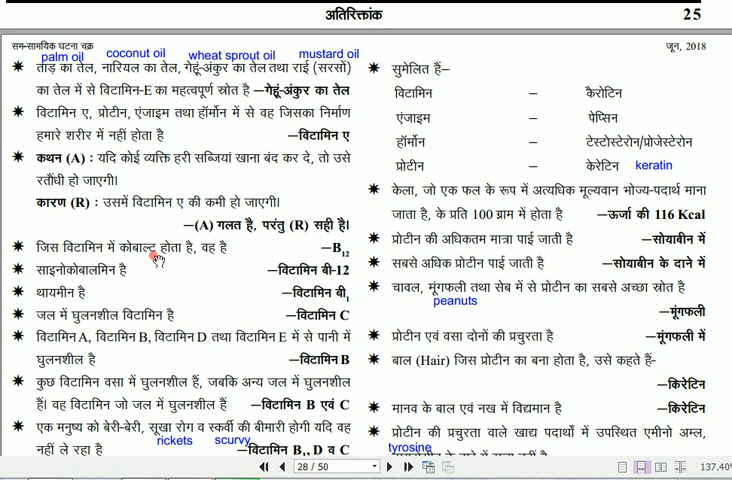 अतिरिक्तांक
25
सम-सामयिक घटना चक्र
जून, 2018
palm oil coconut oil wheat sprout oil mustard oil
* ताड़ का तेल, नारियल का तेल, गेहूं-अंकुर का तेल तथा राई (सरसों)
का तेल में से विटामिन-E का महत्वपूर्ण स्रोत है —गेहूं-अंकुर का तेल
* विटामिन ए, प्रोटीन, एंजाइम तथा हॉर्मोन में से वह जिसका निर्माण
हमारे शरीर में नहीं होता है —विटामिन ए
* कथन (A) : यदि कोई व्यक्ति हरी सब्जियां खाना बंद कर दे, तो उसे
रतौंधी हो जाएगी।
कारण (R) : उसमें विटामिन ए की कमी हो जाएगी।
—(A) गलत है, परंतु (R) सही है।
* जिस विटामिन में कोबाल्ट होता है, वह है —B12
* साइनोकोबालमिन है —विटामिन बी-12
* थायमीन है —विटामिन बी1
* जल में घुलनशील विटामिन है —विटामिन C
* विटामिन A, विटामिन B, विटामिन D तथा विटामिन E में से पानी में
घुलनशील है —विटामिन B
* कुछ विटामिन वसा में घुलनशील हैं, जबकि अन्य जल में घुलनशील
हैं। वह विटामिन जो जल में घुलनशील हैं —विटामिन B एवं C
* एक मनुष्य को बेरी-बेरी, सूखा रोग व स्कर्वी की बीमारी होगी यदि वह
rickets scurvy
नहीं ले रहा है —विटामिन B1, D व C
* सुमेलित हैं–
विटामिन – कैरोटिन
एंजाइम – पेप्सिन
हॉर्मोन – टेस्टोस्टेरोन/प्रोजेस्टेरोन
प्रोटीन – केरेटिन keratin
* केला, जो एक फल के रूप में अत्यधिक मूल्यवान भोज्य-पदार्थ माना
जाता है, के प्रति 100 ग्राम में होता है —ऊर्जा की 116 Kcal
* प्रोटीन की अधिकतम मात्रा पाई जाती है —सोयाबीन में
* सबसे अधिक प्रोटीन पाई जाती है —सोयाबीन के दाने में
* चावल, मूंगफली तथा सेब में से प्रोटीन का सबसे अच्छा स्रोत है
peanuts
—मूंगफली
* प्रोटीन एवं वसा दोनों की प्रचुरता है —मूंगफली में
* बाल (Hair) जिस प्रोटीन का बना होता है, उसे कहते हैं-
—किरेटिन
* मानव के बाल एवं नख में विद्यमान है —किरेटिन
* प्रोटीन की प्रचुरता वाले खाद्य पदार्थों में उपस्थित एमीनो अम्ल,
tyrosine
28 / 50
137.40